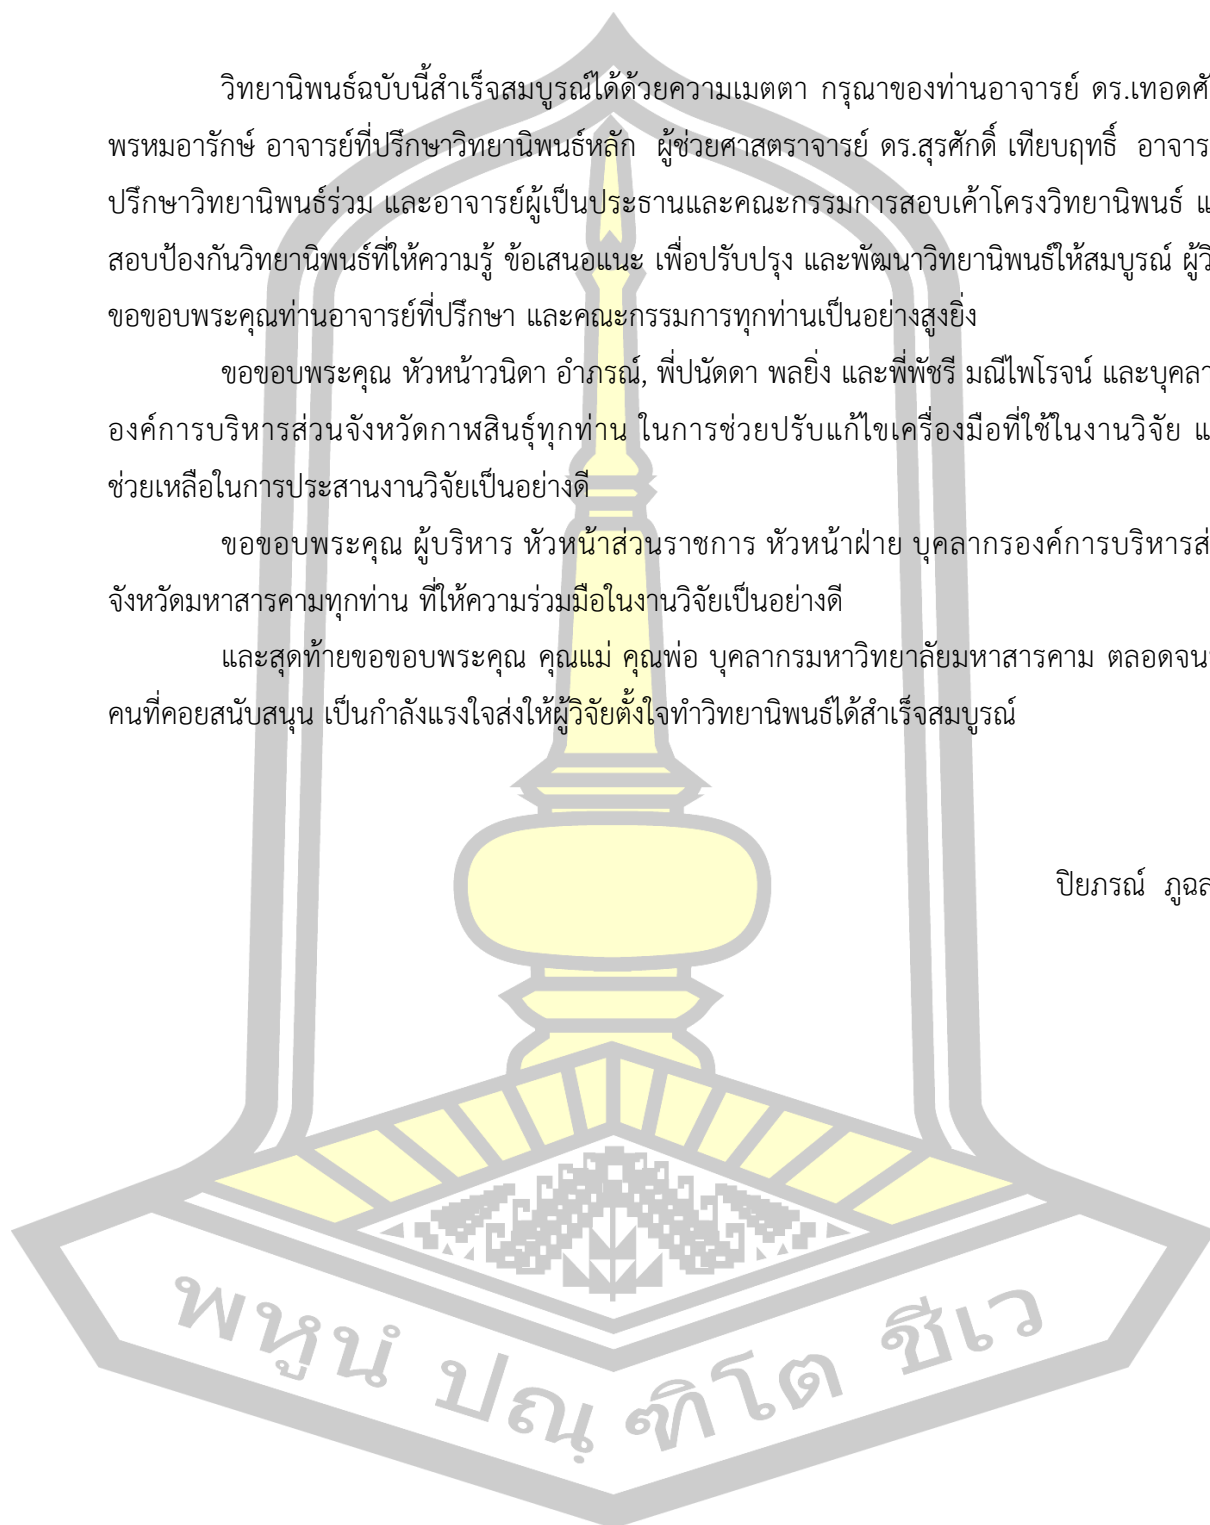 วิทยานิพนธ์ฉบับนี้สำเร็จสมบูรณ์ได้ด้วยความเมตตา กรุณาของท่านอาจารย์ ดร.เทอดศั
พรหมอารักษ์ อาจารย์ที่ปรึกษาวิทยานิพนธ์หลัก ผู้ช่วยศาสตราจารย์ ดร.สุรศักดิ์ เทียบฤทธิ์ อาจาร
ปรึกษาวิทยานิพนธ์ร่วม และอาจารย์ผู้เป็นประธานและคณะกรรมการสอบเค้าโครงวิทยานิพนธ์ แ
สอบป้องกันวิทยานิพนธ์ที่ให้ความรู้ ข้อเสนอแนะ เพื่อปรับปรุง และพัฒนาวิทยานิพนธ์ให้สมบูรณ์ ผู้วิ
ขอขอบพระคุณท่านอาจารย์ที่ปรึกษา และคณะกรรมการทุกท่านเป็นอย่างสูงยิ่ง
ขอขอบพระคุณ หัวหน้าวนิดา อำภรณ์, พี่ปนัดดา พลยิ่ง และพี่พัชรี มณีไพโรจน์ และบุคลา
องค์การบริหารส่วนจังหวัดกาฬสินธุ์ทุกท่าน ในการช่วยปรับแก้ไขเครื่องมือที่ใช้ในงานวิจัย แ
ช่วยเหลือในการประสานงานวิจัยเป็นอย่างดี
ขอขอบพระคุณ ผู้บริหาร หัวหน้าส่วนราชการ หัวหน้าฝ่าย บุคลากรองค์การบริหารส่
จังหวัดมหาสารคามทุกท่าน ที่ให้ความร่วมมือในงานวิจัยเป็นอย่างดี
และสุดท้ายขอขอบพระคุณ คุณแม่ คุณพ่อ บุคลากรมหาวิทยาลัยมหาสารคาม ตลอดจน
คนที่คอยสนับสนุน เป็นกำลังแรงใจส่งให้ผู้วิจัยตั้งใจทำวิทยานิพนธ์ได้สำเร็จสมบูรณ์
ปิยภรณ์ ภูฉล
พหูนํ ปณฺฑิโต ชีเว